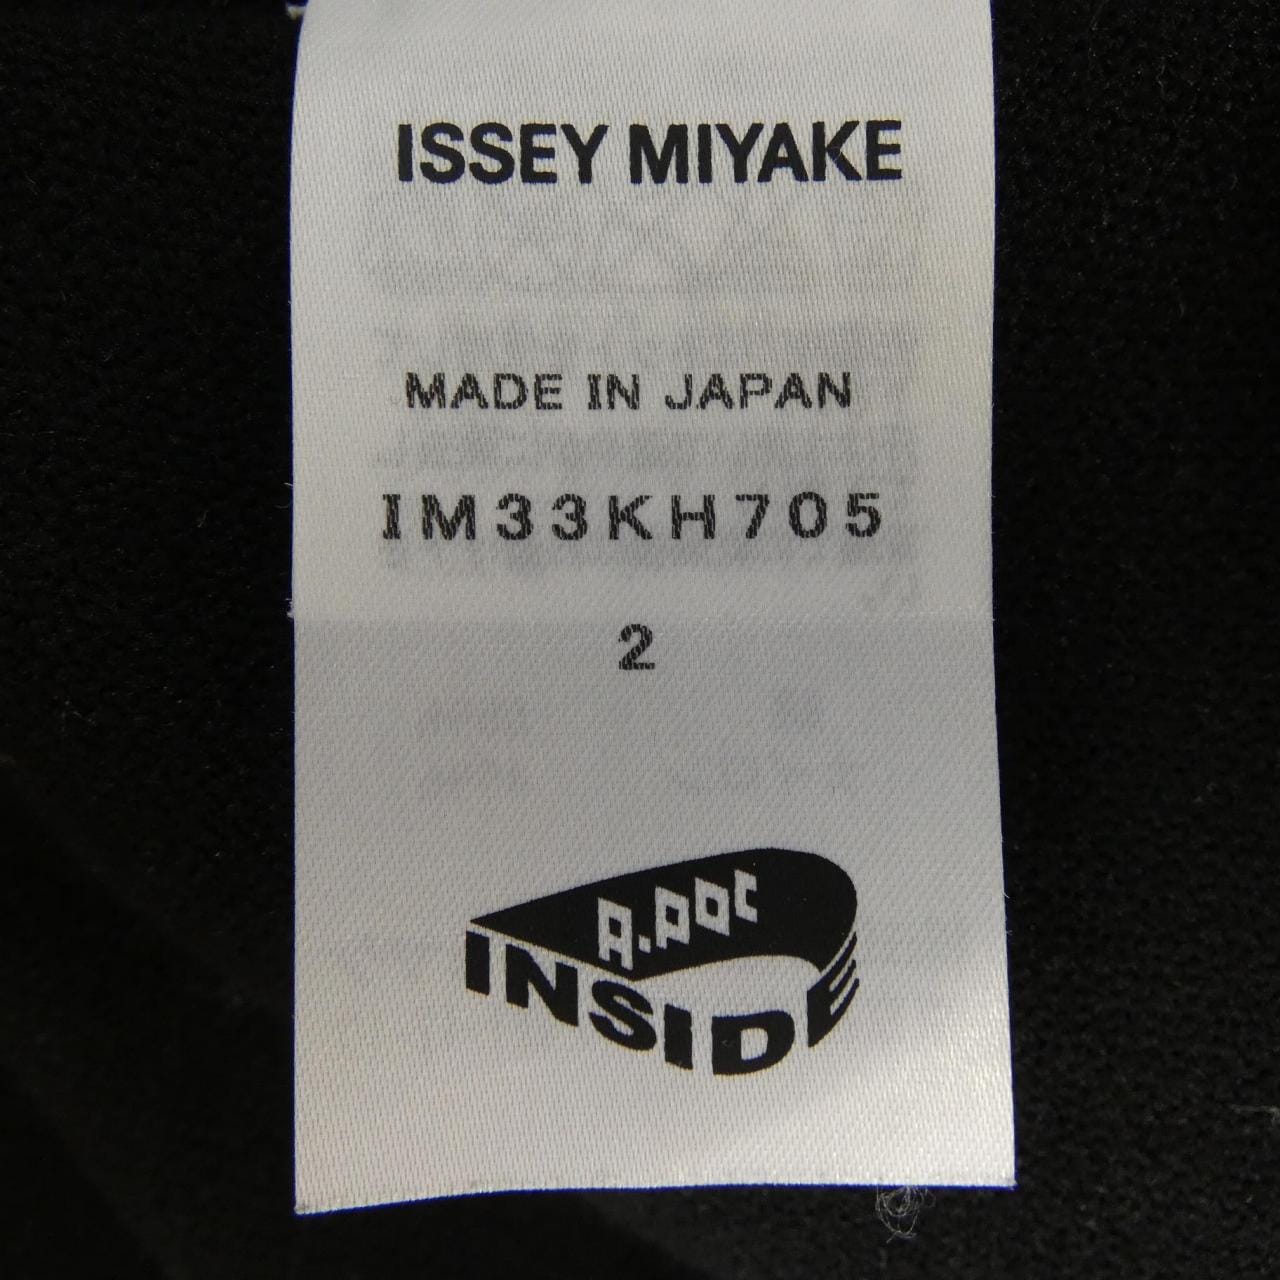 ISSEY MIYAKE
MADE IN JAPAN
IM33KH705
2
A.POC
INSIDE